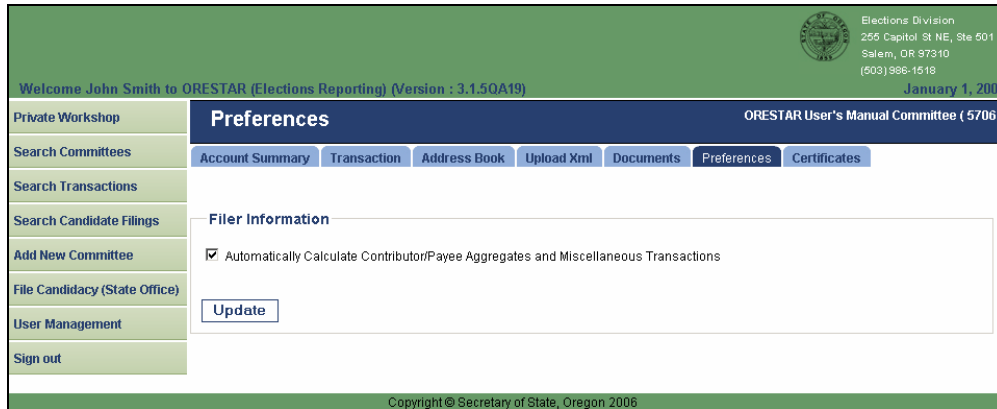 Elections Division
255 Capitol St NE, Ste 501
Salem, OR 97310
(503) 986-1518
Welcome John Smith to ORESTAR (Elections Reporting) (Version : 3.1.5QA19)
January 1, 200
Private Workshop
Search Committees
Search Transactions
Search Candidate Filings
Add New Committee
File Candidacy (State Office)
User Management
Sign out
Preferences
ORESTAR User's Manual Committee ( 5706
Account Summary Transaction Address Book Upload Xml Documents Preferences Certificates
Filer Information
Automatically Calculate Contributor/Payee Aggregates and Miscellaneous Transactions
Update
Copyright © Secretary of State, Oregon 2006